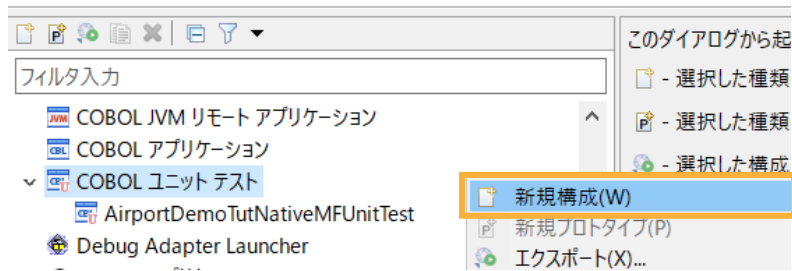 フィルタ入力
COBOL JVM リモート アプリケーション
COBOL アプリケーション
COBOL ユニット テスト
AirportDemoTutNativeMFUnitTest
Debug Adapter Launcher
このダイアログから起
- 選択した種類
- 選択した種類
- 選択した構成
新規構成(W)
新規プロトタイプ(P)
エクスポート(X)...